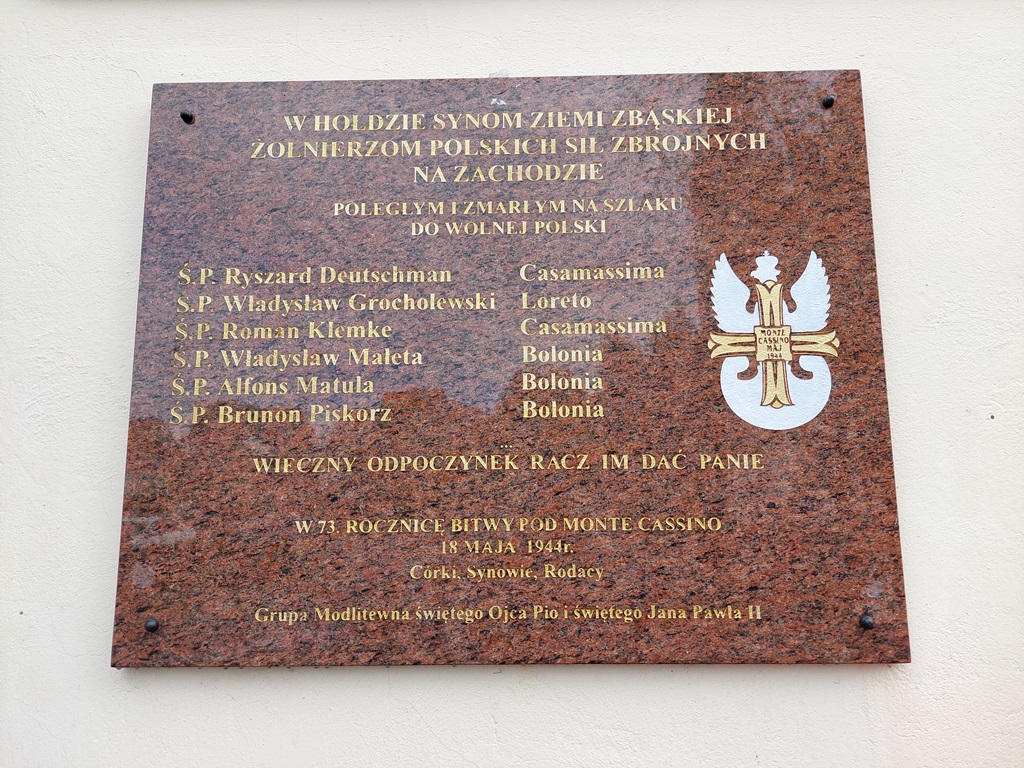 W HOŁDZIE SYNOM ZIEMI ZBĄSKIEJ
ŻOŁNIERZOM POLSKICH SIŁ ZBROJNYCH
NA ZACHODZIE
POLEGŁYM I ZMARŁYM NA SZLAKU
DO WOLNEJ POLSKI
Ś.P. Ryszard Deutschman Casamassima
Ś.P. Władysław Grocholewski Loreto
Ś.P. Roman Klemke Casamassima
Ś.P. Władysław Maleta Bolonia
Ś.P. Alfons Matula Bolonia
Ś.P. Brunon Piskorz Bolonia
MONTE
CASSINO
MAJ
1944
...
WIECZNY ODPOCZYNEK RACZ IM DAĆ PANIE
W 73. ROCZNICĘ BITWY POD MONTE CASSINO
18 MAJA 1944r.
Córki, Synowie, Rodacy
Grupa Modlitewna świętego Ojca Pio i świętego Jana Pawła II